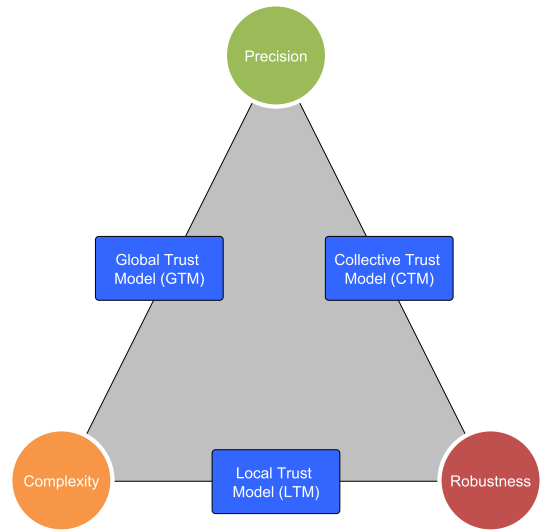 Precision
Global Trust
Model (GTM)
Collective Trust
Model (CTM)
Complexity
Local Trust
Model (LTM)
Robustness